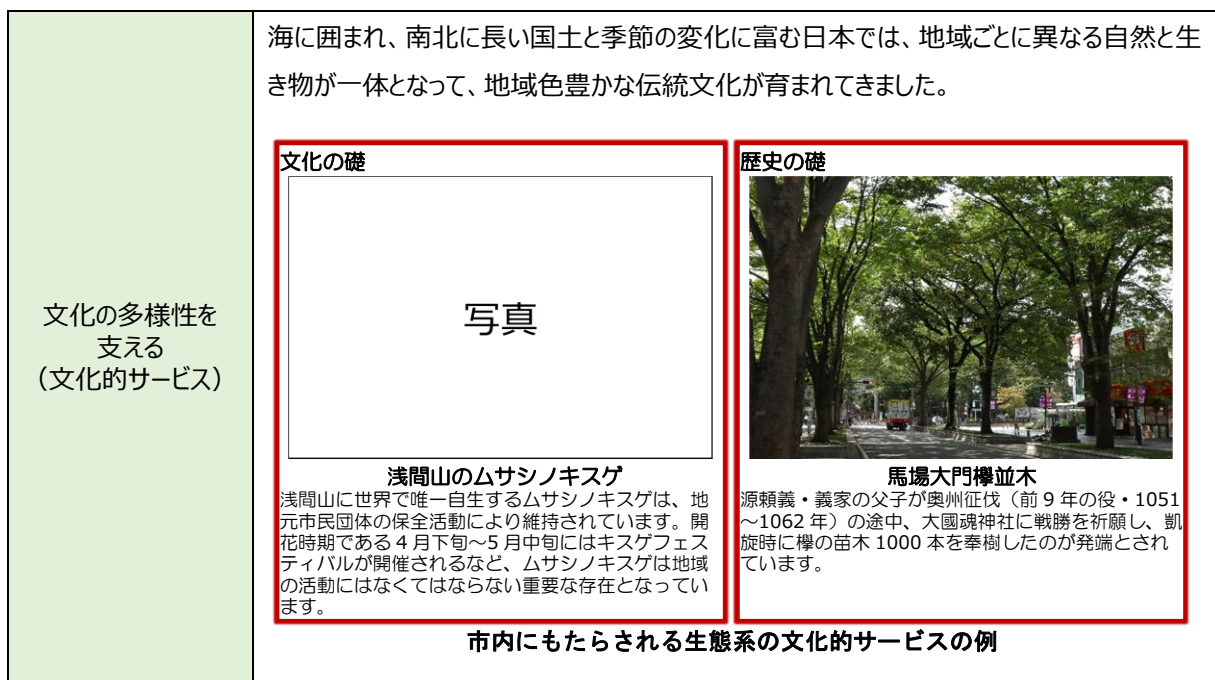 文化の多様性を
支える
（文化的サービス）
海に囲まれ、南北に長い国土と季節の変化に富む日本では、地域ごとに異なる自然と生
き物が一体となって、地域色豊かな伝統文化が育まれてきました。
文化の礎
写真
浅間山のムサシノキスゲ
浅間山に世界で唯一自生するムサシノキスゲは、地
元市民団体の保全活動により維持されています。開
花時期である 4 月下旬～5 月中旬にはキスゲフェス
ティバルが開催されるなど、ムサシノキスゲは地域
の活動にはなくてはならない重要な存在となってい
ます。
歴史の礎
馬場大門欅並木
源頼義・義家の父子が奥州征伐（前 9 年の役・1051
～1062 年）の途中、大國魂神社に戦勝を祈願し、凱
旋時に欅の苗木 1000 本を奉樹したのが発端とされ
ています。
市内にもたらされる生態系の文化的サービスの例